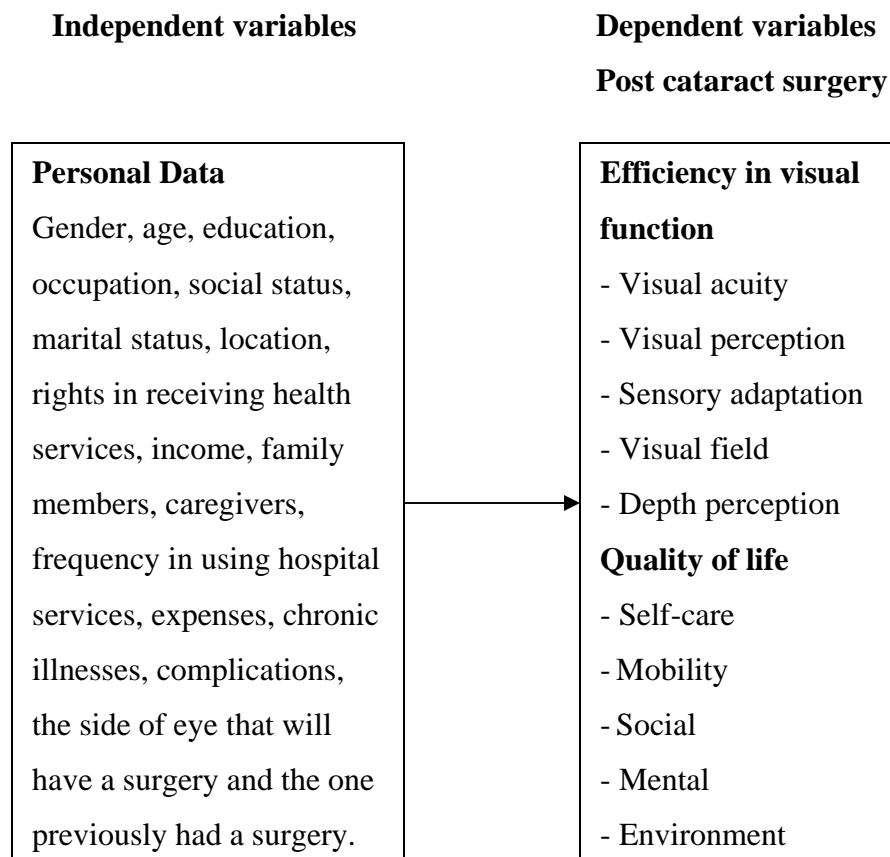 Independent variables
Dependent variables
Post cataract surgery
Personal Data
Gender, age, education,
occupation, social status,
marital status, location,
rights in receiving health
services, income, family
members, caregivers,
frequency in using hospital
services, expenses, chronic
illnesses, complications,
the side of eye that will
have a surgery and the one
previously had a surgery.
Efficiency in visual
function
- Visual acuity
- Visual perception
- Sensory adaptation
- Visual field
- Depth perception
Quality of life
- Self-care
- Mobility
- Social
- Mental
- Environment